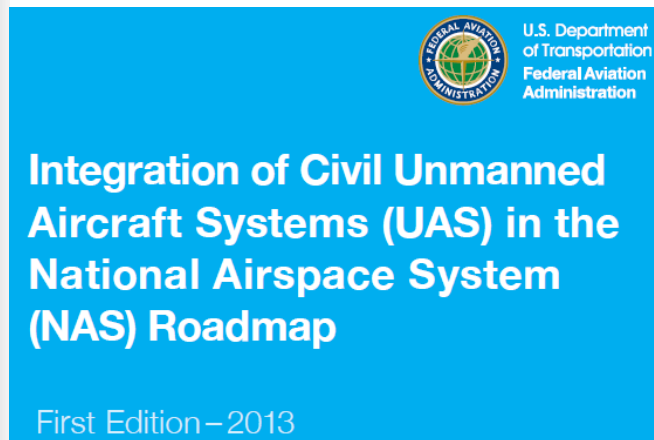 FEDERAL AVIATION
ADMINISTRATION
U.S. Department
of Transportation
Federal Aviation
Administration
Integration of Civil Unmanned
Aircraft Systems (UAS) in the
National Airspace System
(NAS) Roadmap
First Edition – 2013